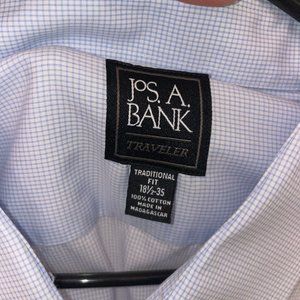 JOS. A.
BANK
TRAVELER
TRADITIONAL
FIT
18½-35
100% COTTON
MADE IN
MADAGASCAR